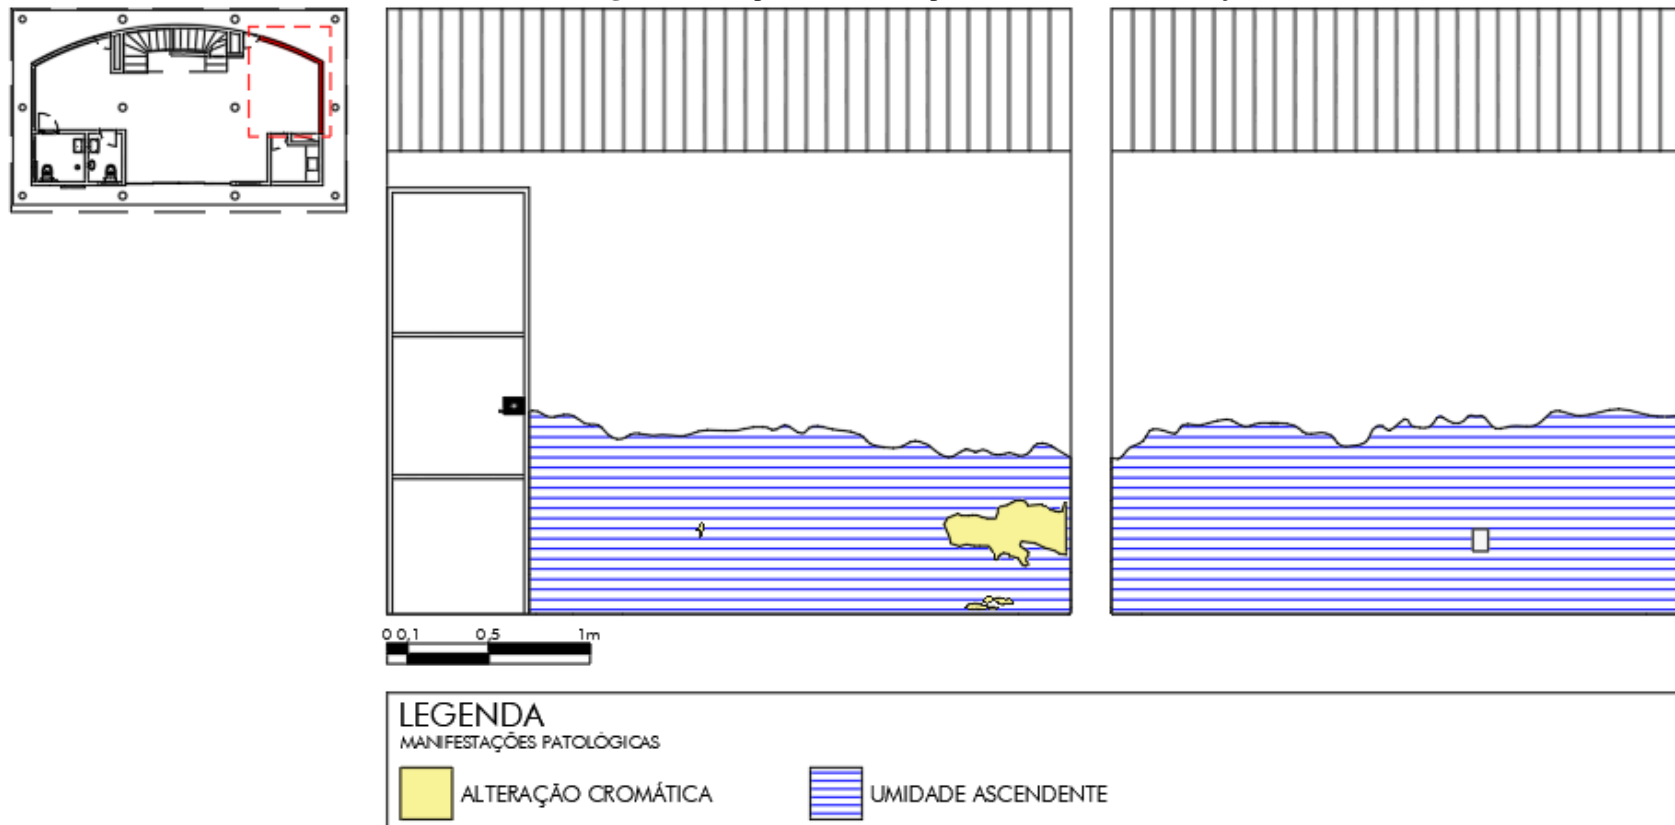 0 0,1 0,5 1m
LEGENDA
MANIFESTAÇÕES PATOLÓGICAS
ALTERAÇÃO CROMÁTICA
UMIDADE ASCENDENTE